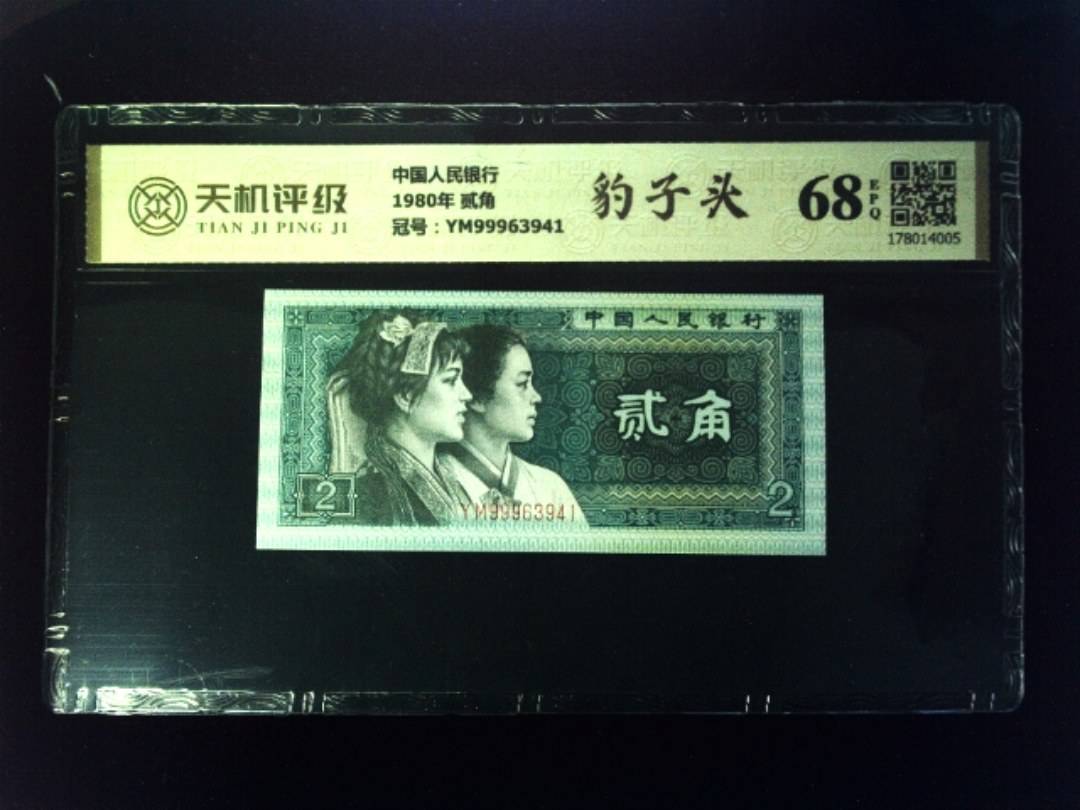 天机评级
TIAN JI PING JI
中国人民银行
1980年 贰角
冠号：YM99963941
豹子头
68
EPQ
178014005
中国人民银行
贰角
2
2
YM99963941